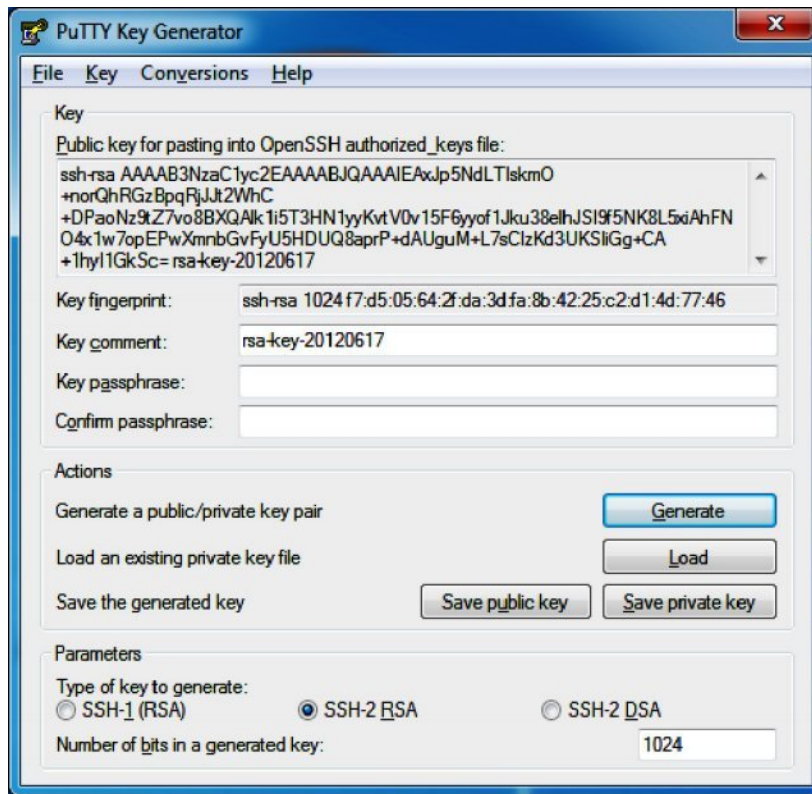 PuTTY Key Generator
File Key Conversions Help
Key
Public key for pasting into OpenSSH authorized_keys file:
ssh-rsa AAAAB3NzaC1yc2EAAAABJQAAAIEAxJp5NdLTlskmO
+norQhRGzBpqRjJJt2WhC
+DPaoNz9tZ7vo8BXQAlk1i5T3HN1yyKvtV0v15F6yyof1Jku38elhJSI9f5NK8L5xiAhFN
O4x1w7opEPwXmnbGvFyU5HDUQ8aprP+dAUguM+L7sClzKd3UKSliGg+CA
+1hyI1GkSc= rsa-key-20120617
Key fingerprint: ssh-rsa 1024 f7:d5:05:64:2f:da:3d:fa:8b:42:25:c2:d1:4d:77:46
Key comment: rsa-key-20120617
Key passphrase:
Confirm passphrase:
Actions
Generate a public/private key pair Generate
Load an existing private key file Load
Save the generated key Save public key Save private key
Parameters
Type of key to generate:
SSH-1 (RSA) SSH-2 RSA SSH-2 DSA
Number of bits in a generated key: 1024